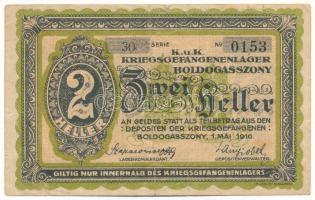 30 SERIE No 0153
K.u.K.
KRIEGSGEFANGENENLAGER
BOLDOGASSZONY
2
HELLER
Zwei Heller
AN GELDES STATT ALS TEILBETRAG AUS DEN
DEPOSITEN DER KRIEGSGEFANGENEN:
BOLDOGASSZONY, 1. MAI 1916.
LAGERKOMMANDANT DEPOSITENVERWALTER
GILTIG NUR INNERHALB DES KRIEGSGEFANGENENLAGERS